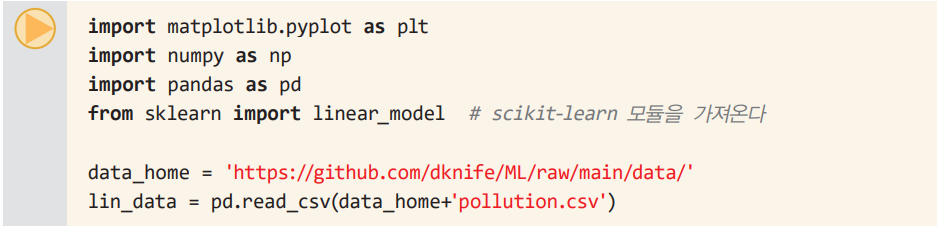 import matplotlib.pyplot as plt
import numpy as np
import pandas as pd
from sklearn import linear_model  # scikit-learn 모듈을 가져온다
data_home = 'https://github.com/dknife/ML/raw/main/data/'
lin_data = pd.read_csv(data_home+'pollution.csv')